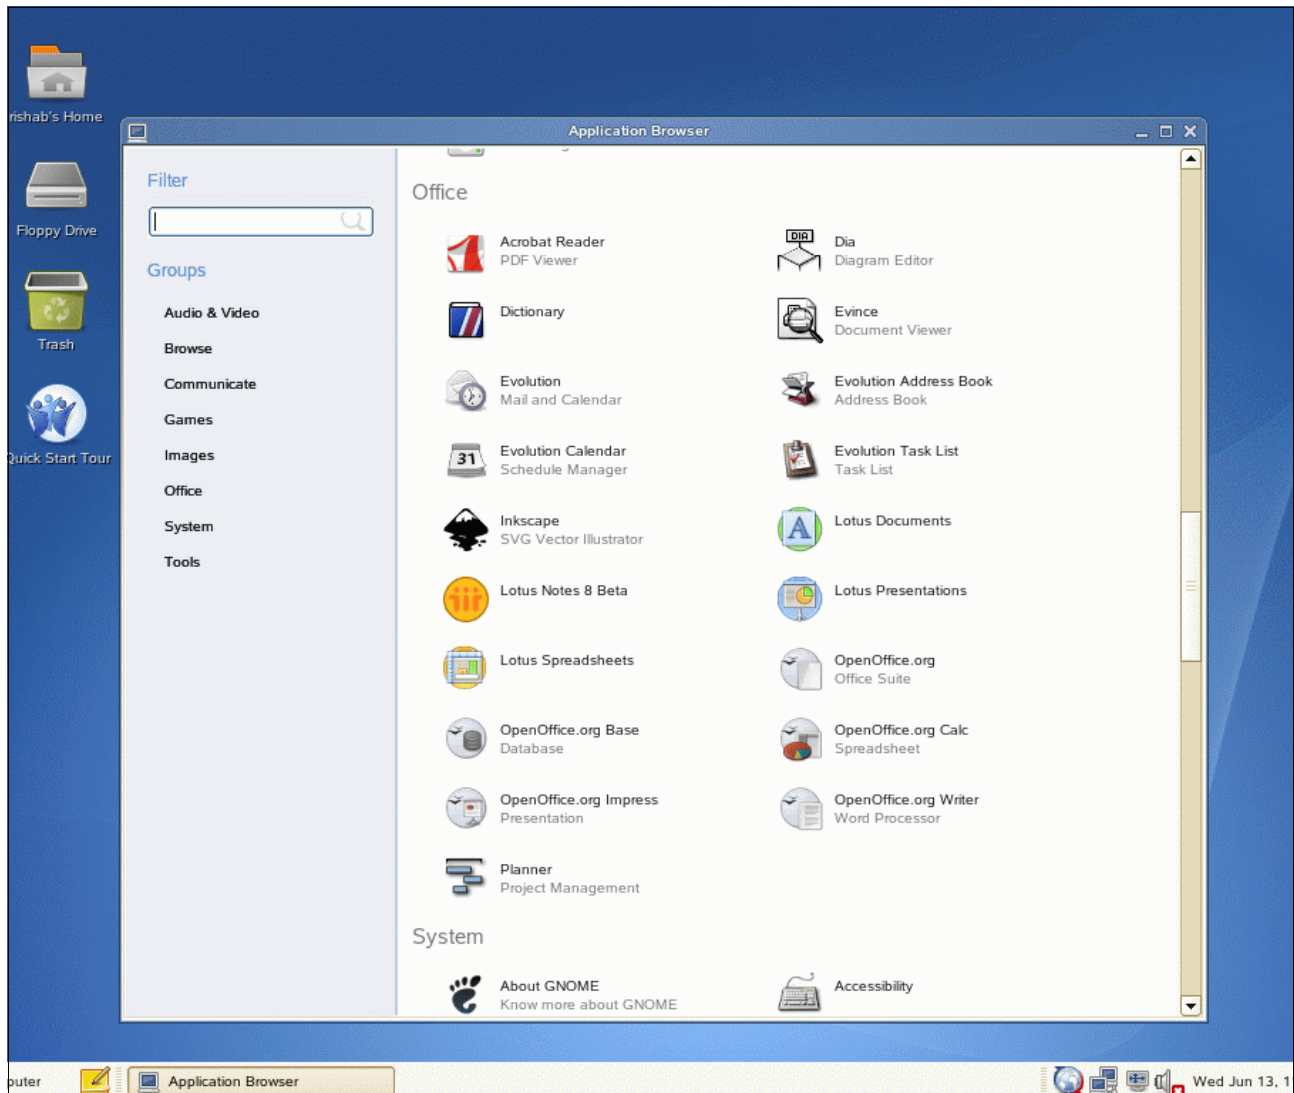 rishab's Home
Floppy Drive
Trash
Quick Start Tour
Application Browser
Filter
Groups
Audio & Video
Browse
Communicate
Games
Images
Office
System
Tools
Office
Acrobat Reader
PDF Viewer
Dia
DIA
Diagram Editor
Dictionary
Evince
Document Viewer
Evolution
Mail and Calendar
Evolution Address Book
Address Book
31
Evolution Calendar
Schedule Manager
Evolution Task List
Task List
Inkscape
SVG Vector Illustrator
A
Lotus Documents
Lotus Notes 8 Beta
Lotus Presentations
Lotus Spreadsheets
OpenOffice.org
Office Suite
OpenOffice.org Base
Database
OpenOffice.org Calc
Spreadsheet
OpenOffice.org Impress
Presentation
OpenOffice.org Writer
Word Processor
Planner
Project Management
System
About GNOME
Know more about GNOME
Accessibility
puter
Application Browser
Wed Jun 13, 1